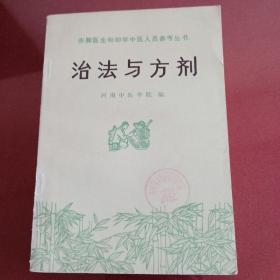 赤脚医生和初学中医人员参考丛书
治法与方剂
河南中医学院 编